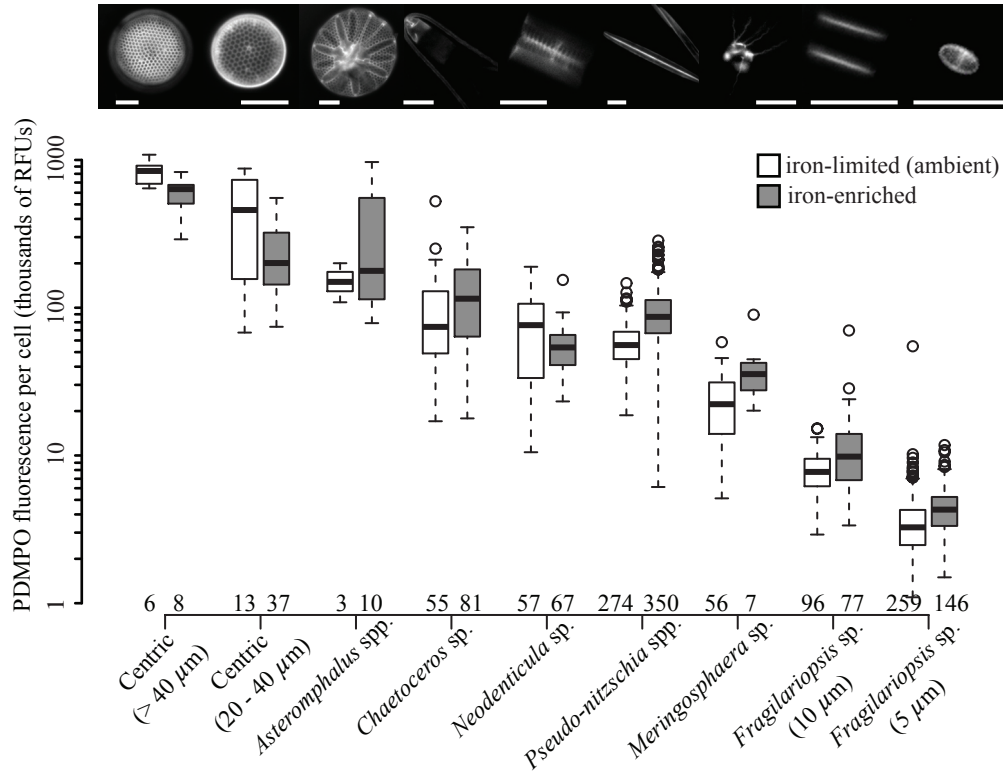 PDMPO fluorescence per cell (thousands of RFUs)
1000
100
10
1
iron-limited (ambient)
iron-enriched
6 8 13 37 3 10 55 81 57 67 274 350 56 7 96 77 259 146
Centric
(> 40 µm)
Centric
(20 - 40 µm)
Asteromphalus spp.
Chaetoceros sp.
Neodenticula sp.
Pseudo-nitzschia spp.
Meringosphaera sp.
Fragilariopsis sp.
(10 µm)
Fragilariopsis sp.
(5 µm)